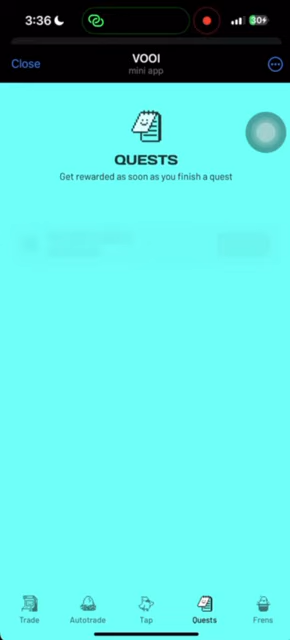 3:36
30+
Close
VOOI
mini app
QUESTS
Get rewarded as soon as you finish a quest
Trade
Autotrade
Tap
Quests
Frens